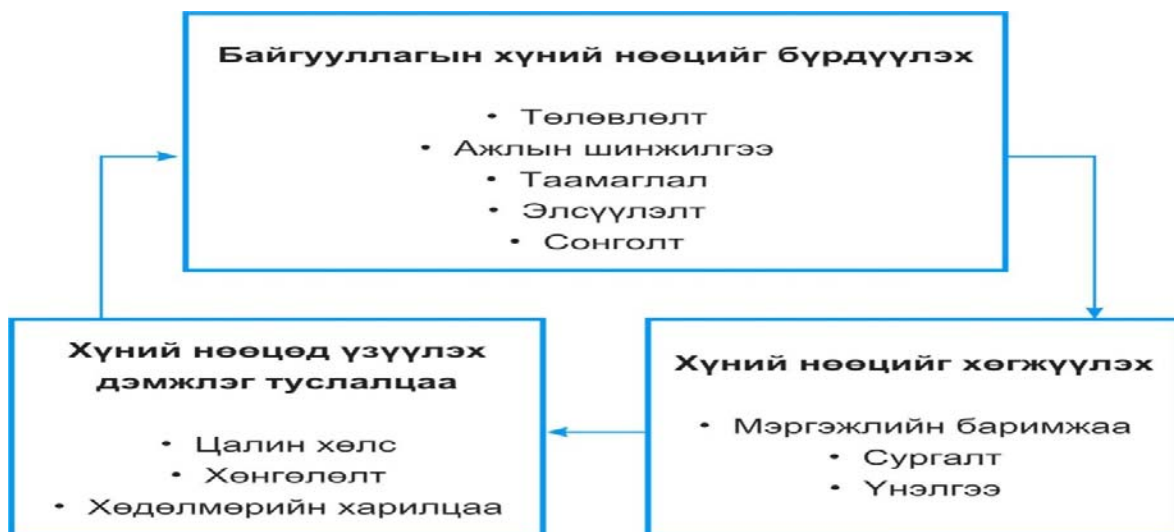 Байгууллагын хүний нөөцийг бүрдүүлэх
• Төлөвлөлт
• Ажлын шинжилгээ
• Таамаглал
• Элсүүлэлт
• Сонголт
Хүний нөөцөд үзүүлэх
дэмжлэг туслалцаа
• Цалин хөлс
• Хөнгөлөлт
• Хөдөлмөрийн харилцаа
Хүний нөөцийг хөгжүүлэх
• Мэргэжлийн баримжаа
• Сургалт
• Үнэлгээ